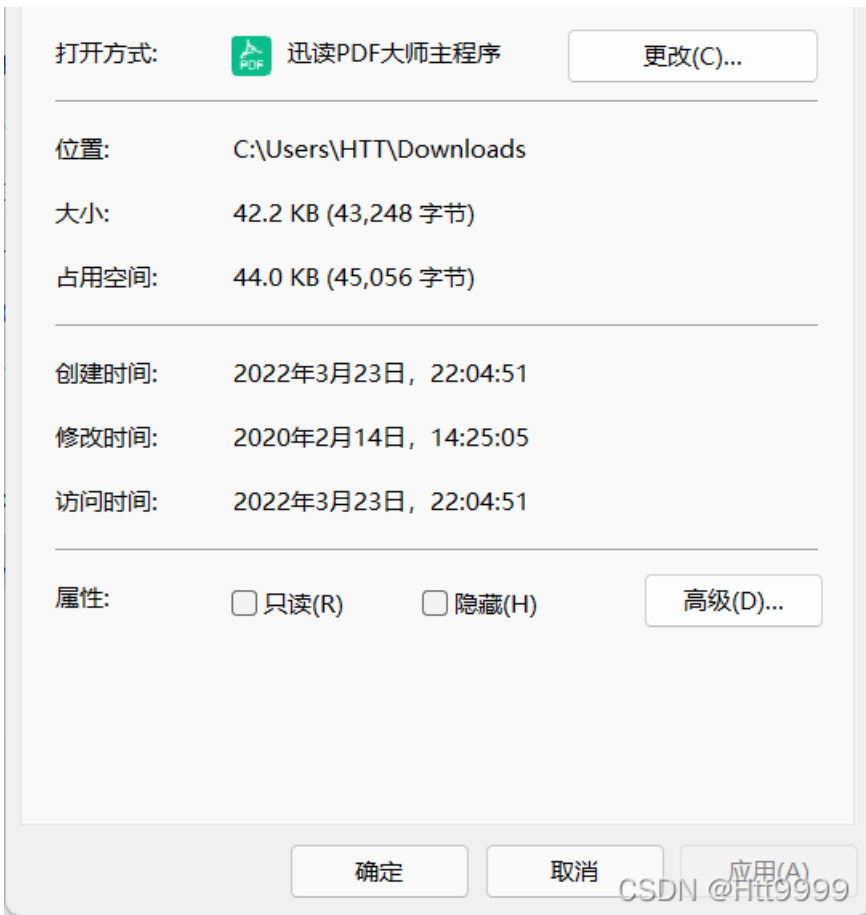 打开方式: PDF 迅读PDF大师主程序 更改(C)...
位置: C:\Users\HTT\Downloads
大小: 42.2 KB (43,248 字节)
占用空间: 44.0 KB (45,056 字节)
创建时间: 2022年3月23日，22:04:51
修改时间: 2020年2月14日，14:25:05
访问时间: 2022年3月23日，22:04:51
属性: 只读(R) 隐藏(H) 高级(D)...
确定 取消 应用(A)
CSDN @Htt9999